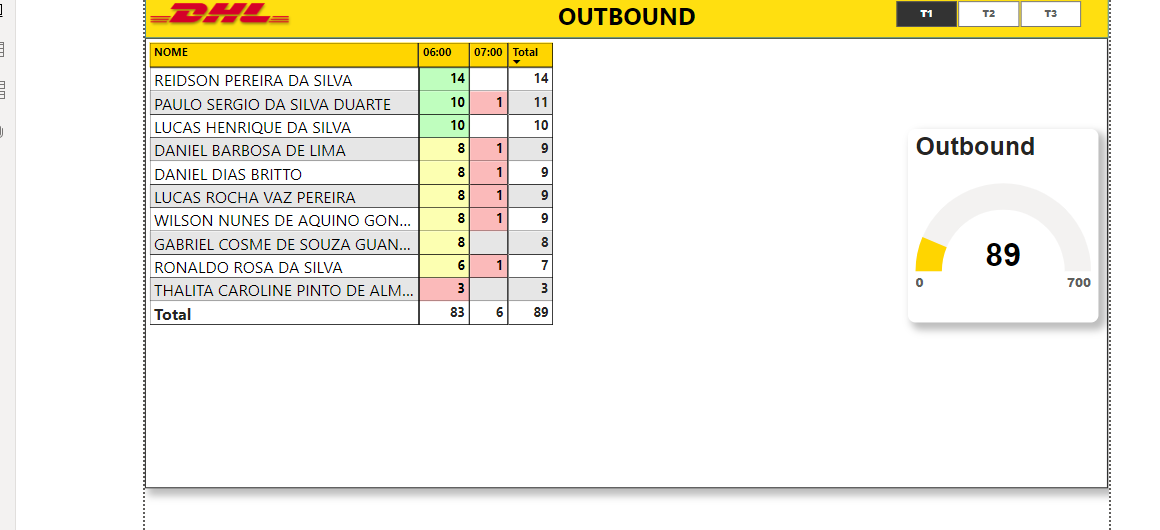 DHL OUTBOUND T1 T2 T3
NOME 06:00 07:00 Total
REIDSON PEREIRA DA SILVA 14 14
PAULO SERGIO DA SILVA DUARTE 10 1 11
LUCAS HENRIQUE DA SILVA 10 10
DANIEL BARBOSA DE LIMA 8 1 9
DANIEL DIAS BRITTO 8 1 9
LUCAS ROCHA VAZ PEREIRA 8 1 9
WILSON NUNES DE AQUINO GON... 8 1 9
GABRIEL COSME DE SOUZA GUAN... 8 8
RONALDO ROSA DA SILVA 6 1 7
THALITA CAROLINE PINTO DE ALM... 3 3
Total 83 6 89
Outbound
89
0 700